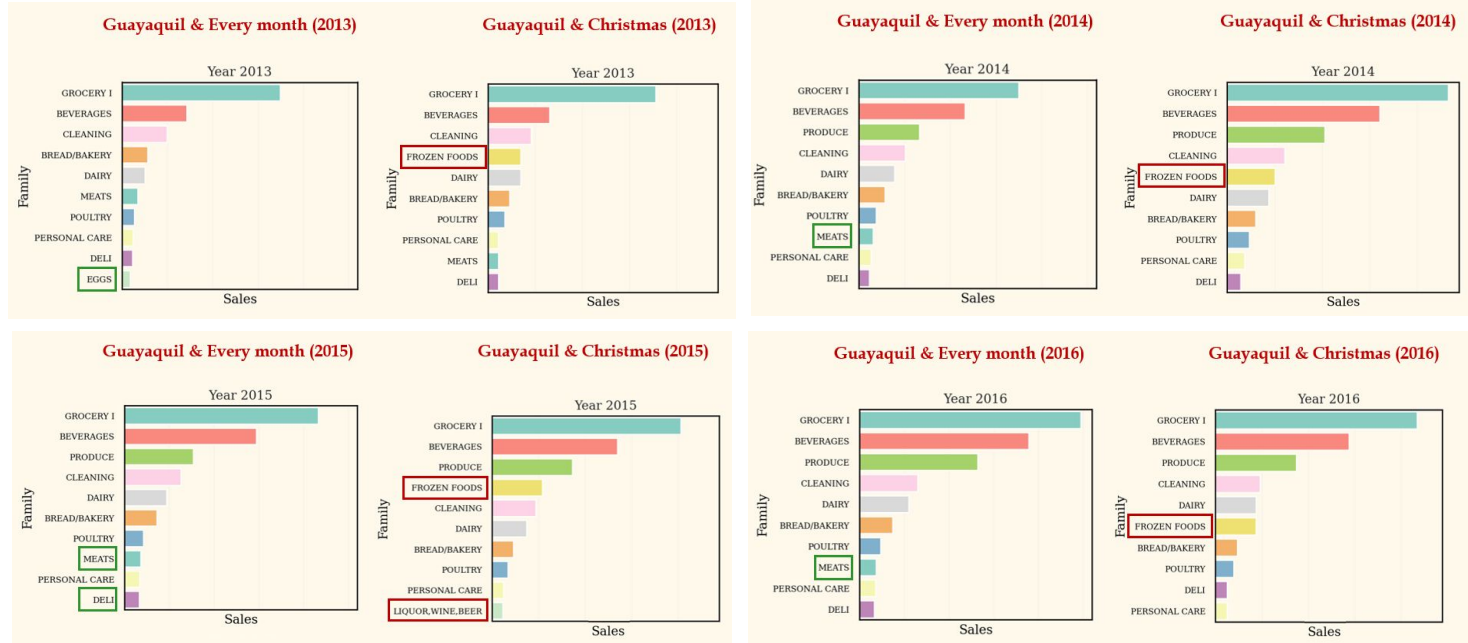 Guayaquil & Every month (2013)
Year 2013
Family
GROCERY I
BEVERAGES
CLEANING
BREAD/BAKERY
DAIRY
MEATS
POULTRY
PERSONAL CARE
DELI
EGGS
Sales
Guayaquil & Christmas (2013)
Year 2013
Family
GROCERY I
BEVERAGES
CLEANING
FROZEN FOODS
DAIRY
BREAD/BAKERY
POULTRY
PERSONAL CARE
MEATS
DELI
Sales
Guayaquil & Every month (2014)
Year 2014
Family
GROCERY I
BEVERAGES
PRODUCE
CLEANING
DAIRY
BREAD/BAKERY
POULTRY
MEATS
PERSONAL CARE
DELI
Sales
Guayaquil & Christmas (2014)
Year 2014
Family
GROCERY I
BEVERAGES
PRODUCE
CLEANING
FROZEN FOODS
DAIRY
BREAD/BAKERY
POULTRY
PERSONAL CARE
DELI
Sales
Guayaquil & Every month (2015)
Year 2015
Family
GROCERY I
BEVERAGES
PRODUCE
CLEANING
DAIRY
BREAD/BAKERY
POULTRY
MEATS
PERSONAL CARE
DELI
Sales
Guayaquil & Christmas (2015)
Year 2015
Family
GROCERY I
BEVERAGES
PRODUCE
FROZEN FOODS
CLEANING
DAIRY
BREAD/BAKERY
POULTRY
PERSONAL CARE
LIQUOR,WINE,BEER
Sales
Guayaquil & Every month (2016)
Year 2016
Family
GROCERY I
BEVERAGES
PRODUCE
CLEANING
DAIRY
BREAD/BAKERY
POULTRY
MEATS
PERSONAL CARE
DELI
Sales
Guayaquil & Christmas (2016)
Year 2016
Family
GROCERY I
BEVERAGES
PRODUCE
CLEANING
DAIRY
FROZEN FOODS
BREAD/BAKERY
POULTRY
DELI
PERSONAL CARE
Sales